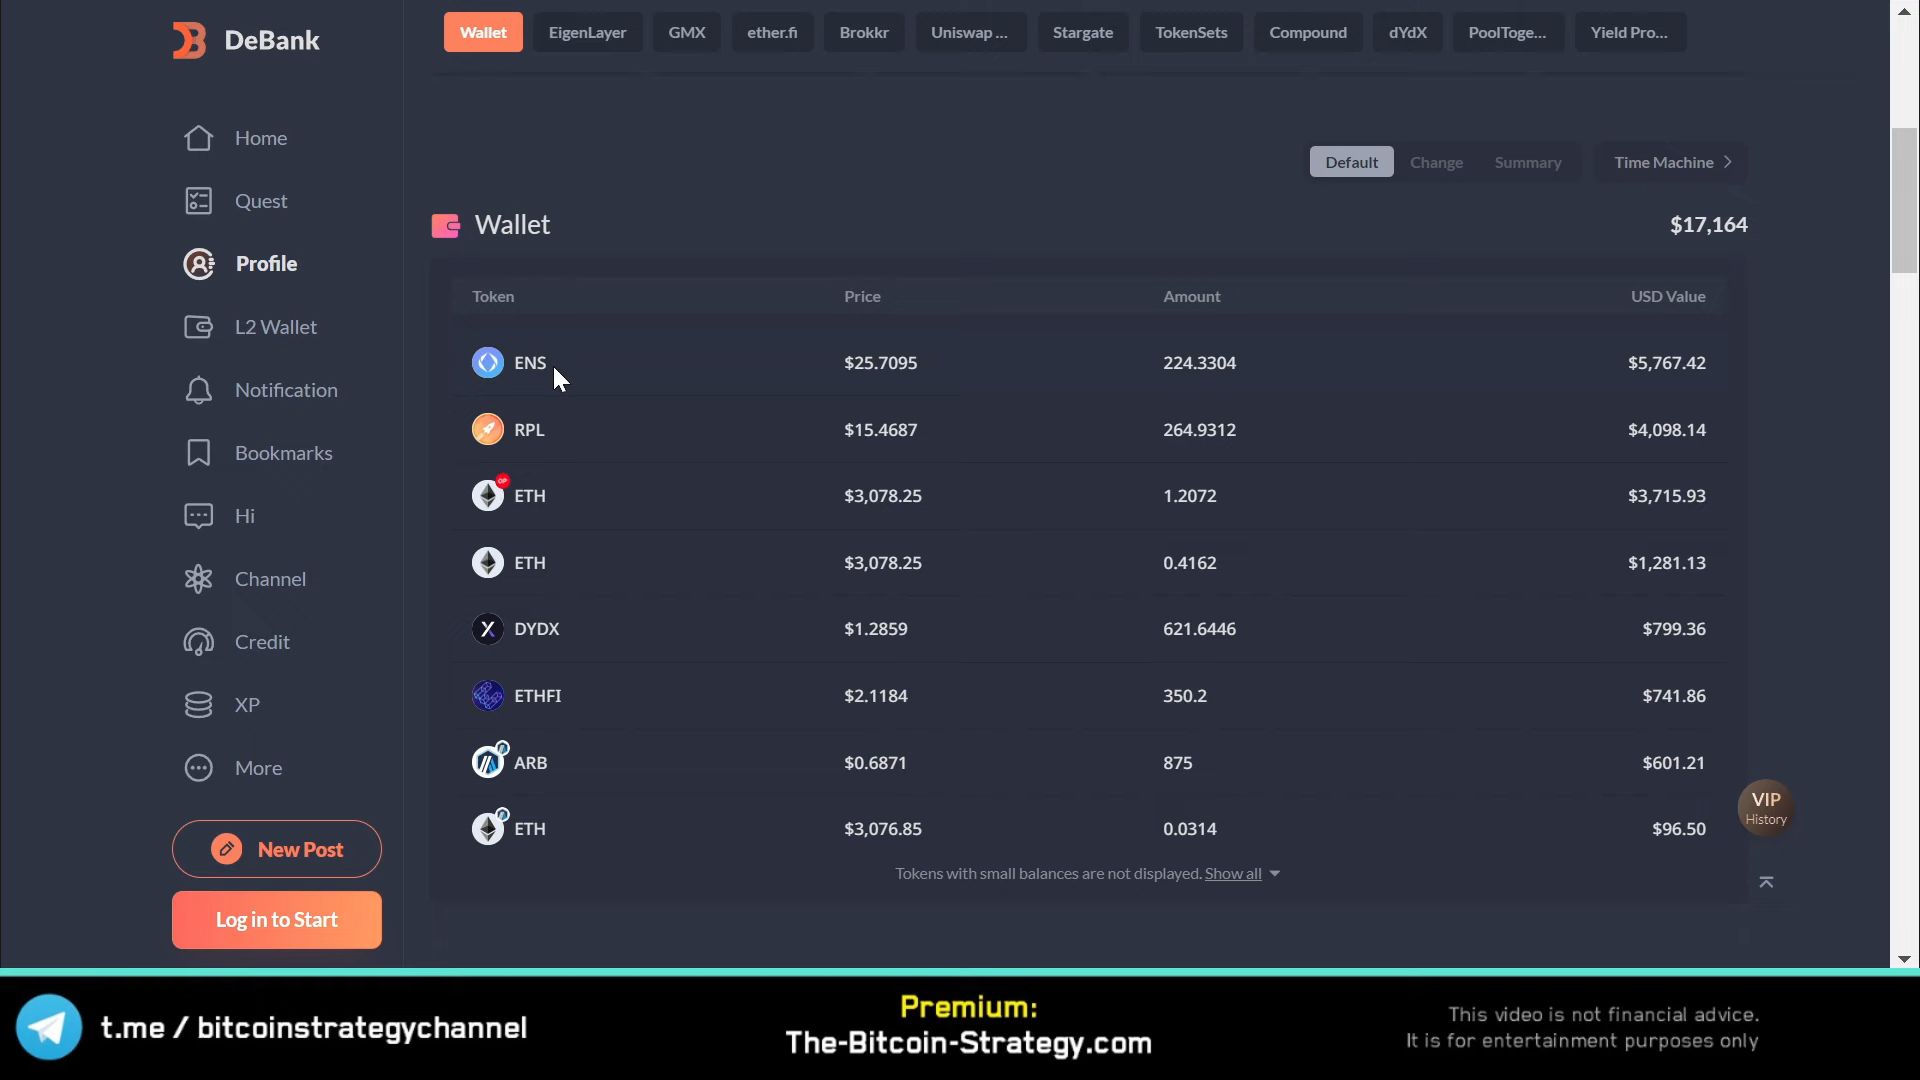 DeBank
Wallet EigenLayer GMX ether.fi Brokkr Uniswap ... Stargate TokenSets Compound dYdX PoolToge... Yield Pro...
Home
Quest
Profile
L2 Wallet
Notification
Bookmarks
Hi
Channel
Credit
XP
More
New Post
Log in to Start
Default Change Summary Time Machine
Wallet $17,164
Token Price Amount USD Value
ENS $25.7095 224.3304 $5,767.42
RPL $15.4687 264.9312 $4,098.14
OP
ETH $3,078.25 1.2072 $3,715.93
ETH $3,078.25 0.4162 $1,281.13
DYDX $1.2859 621.6446 $799.36
ETHFI $2.1184 350.2 $741.86
ARB $0.6871 875 $601.21
ETH $3,076.85 0.0314 $96.50
Tokens with small balances are not displayed. Show all
VIP
History
t.me / bitcoinstrategychannel
Premium:
The-Bitcoin-Strategy.com
This video is not financial advice.
It is for entertainment purposes only